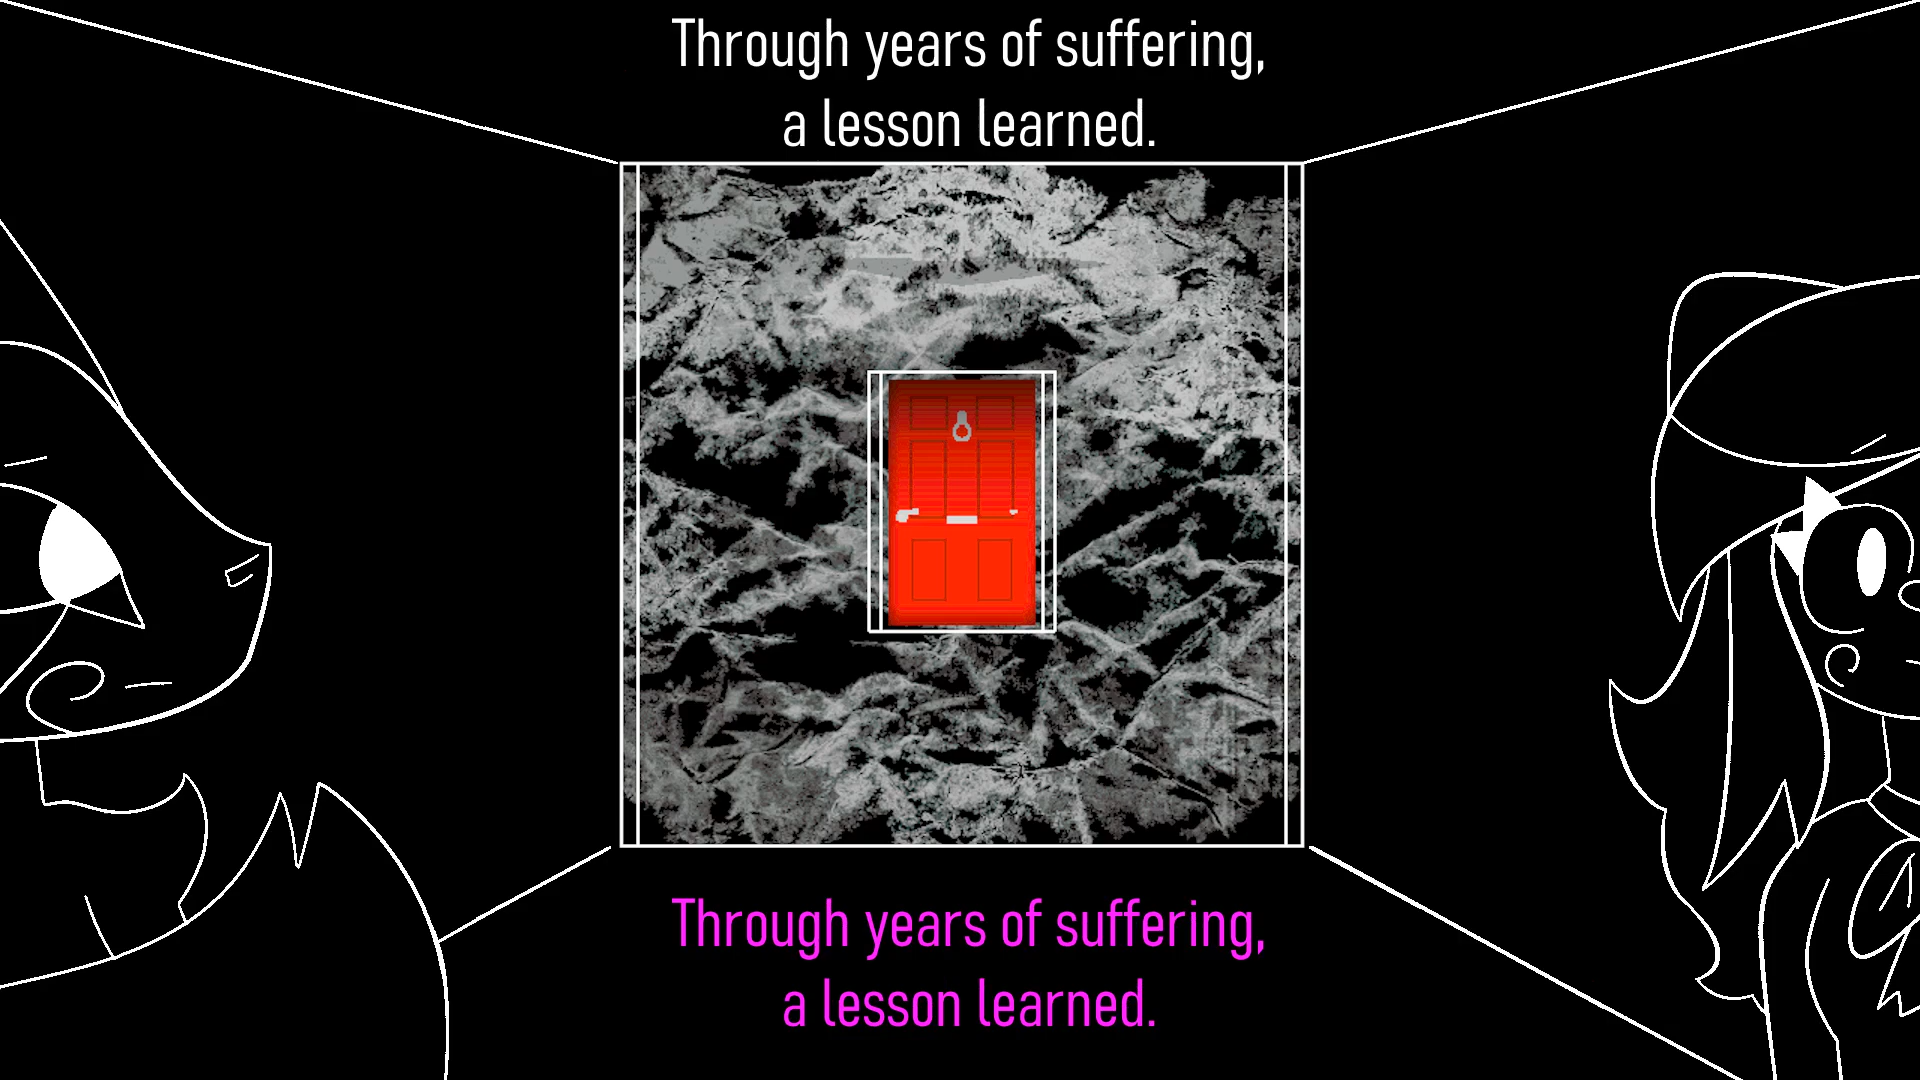 Through years of suffering,
a lesson learned.
Through years of suffering,
a lesson learned.